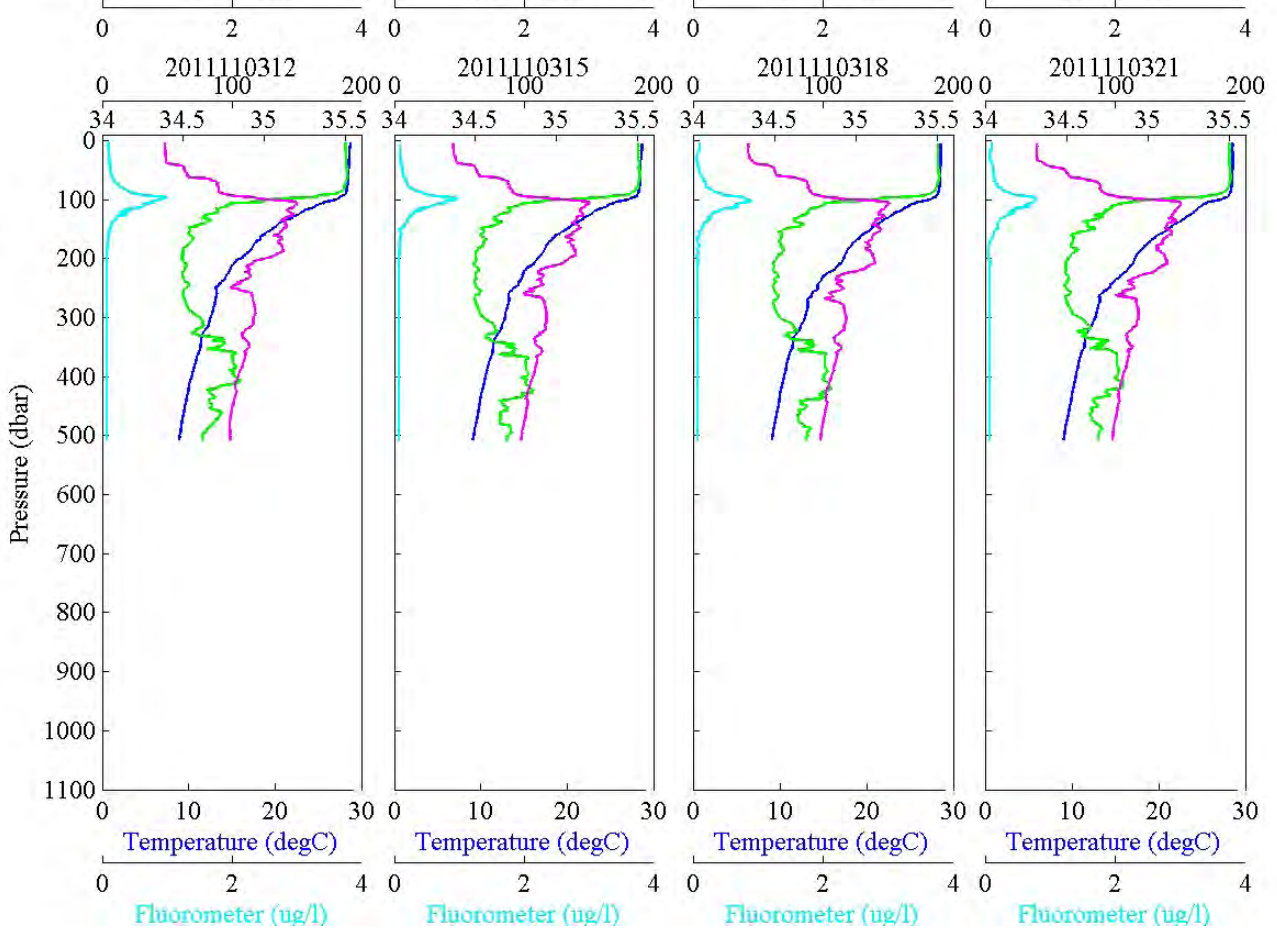 0 2 4 0 2 4 0 2 4 0 2 4
2011110312 2011110315 2011110318 2011110321
0 100 200 0 100 200 0 100 200 0 100 200
34 34.5 35 35.5 34 34.5 35 35.5 34 34.5 35 35.5 34 34.5 35 35.5
0
100
200
300
400
500
600
700
800
900
1000
1100
Pressure (dbar)
0 10 20 30 0 10 20 30 0 10 20 30 0 10 20 30
Temperature (degC) Temperature (degC) Temperature (degC) Temperature (degC)
0 2 4 0 2 4 0 2 4 0 2 4
Fluorometer (ug/l) Fluorometer (ug/l) Fluorometer (ug/l) Fluorometer (ug/l)